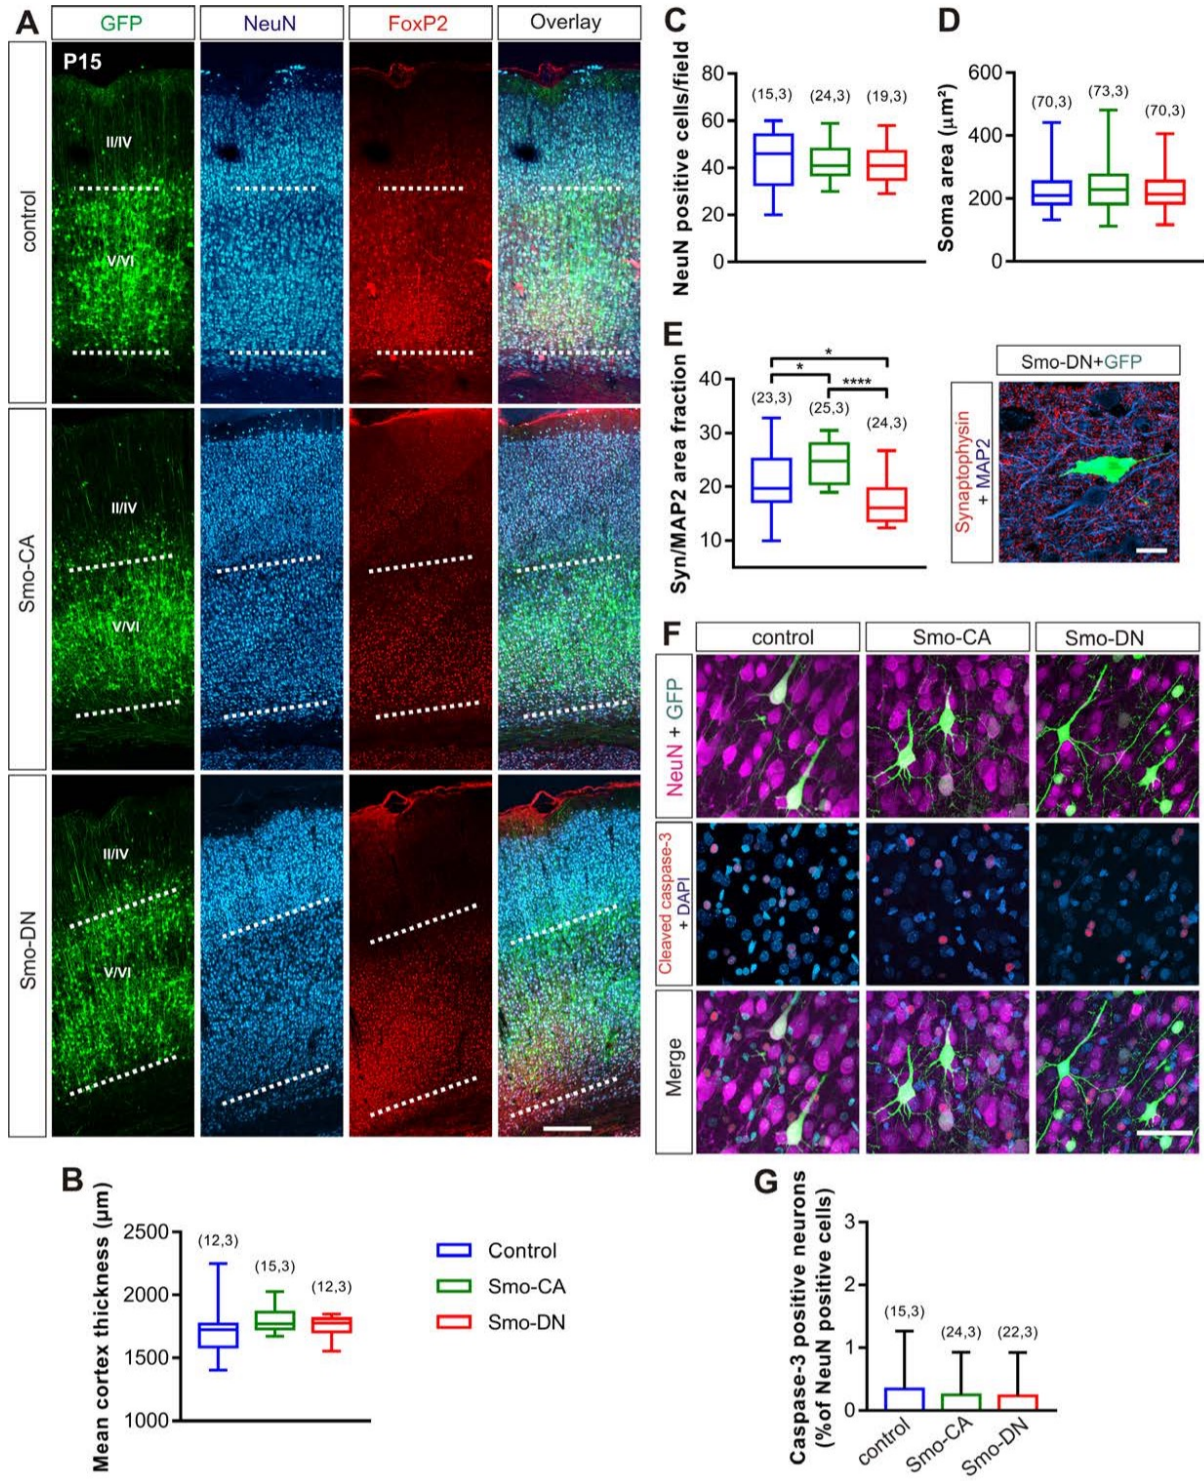 A
GFP
NeuN
FoxP2
Overlay
control
P15
II/IV
V/VI
Smo-CA
II/IV
V/VI
Smo-DN
II/IV
V/VI
B
Mean cortex thickness (µm)
2500
2000
1500
1000
(12,3)
(15,3)
(12,3)
Control
Smo-CA
Smo-DN
C
NeuN positive cells/field
80
60
40
20
0
(15,3)
(24,3)
(19,3)
D
Soma area (µm²)
600
400
200
0
(70,3)
(73,3)
(70,3)
E
Syn/MAP2 area fraction
40
30
20
10
*
*
****
(23,3)
(25,3)
(24,3)
Smo-DN+GFP
Synaptophysin
+ MAP2
F
control
Smo-CA
Smo-DN
NeuN + GFP
Cleaved caspase-3
+ DAPI
Merge
G
Caspase-3 positive neurons
(%of NeuN positive cells)
3
2
1
0
(15,3)
(24,3)
(22,3)
control
Smo-CA
Smo-DN